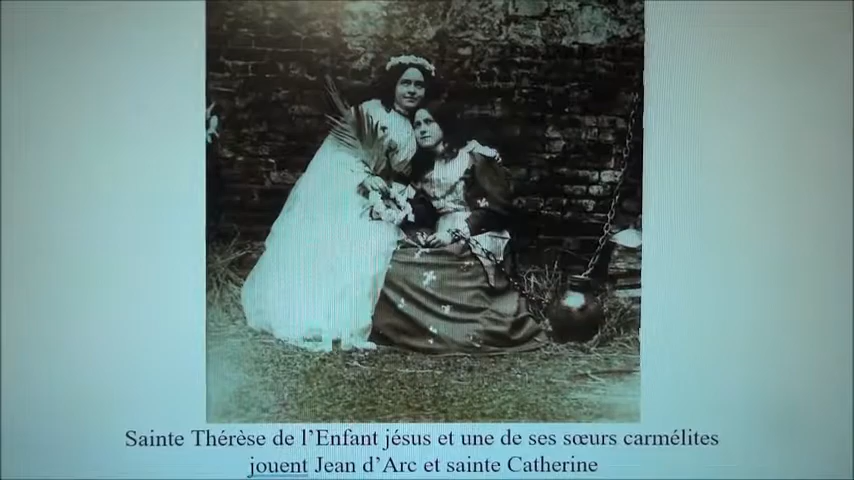 Sainte Thérèse de l’Enfant jésus et une de ses sœurs carmélites
jouent Jean d’Arc et sainte Catherine